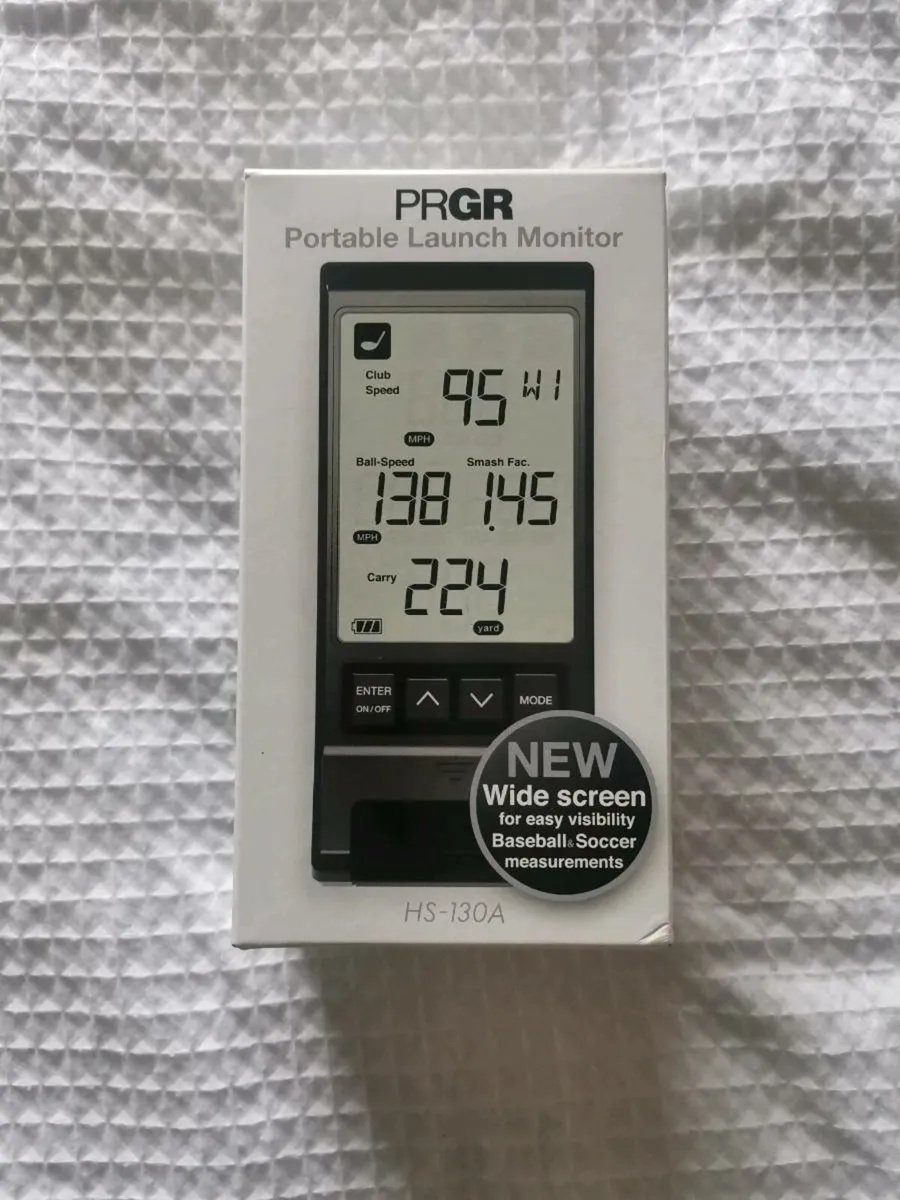 PRGR
Portable Launch Monitor
Club
Speed
95 W1
MPH
Ball-Speed Smash Fac.
138 1.45
MPH
Carry
224
yard
ENTER
ON/OFF
MODE
NEW
Wide screen
for easy visibility
Baseball&Soccer
measurements
HS-130A